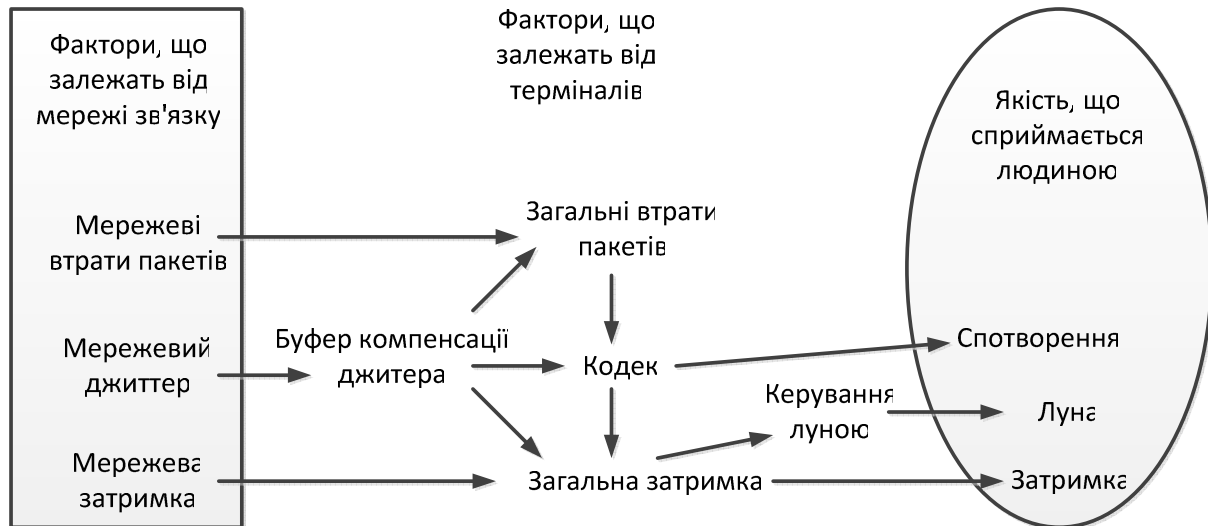 Фактори, що
залежать від
мережі зв'язку
Фактори, що
залежать від
терміналів
Якість, що
сприймається
людиною
Мережеві
втрати пакетів
Загальні втрати
пакетів
Мережевий
джиттер
Буфер компенсації
джитера
Кодек
Спотворення
Керування
луною
Луна
Мережева
затримка
Загальна затримка
Затримка